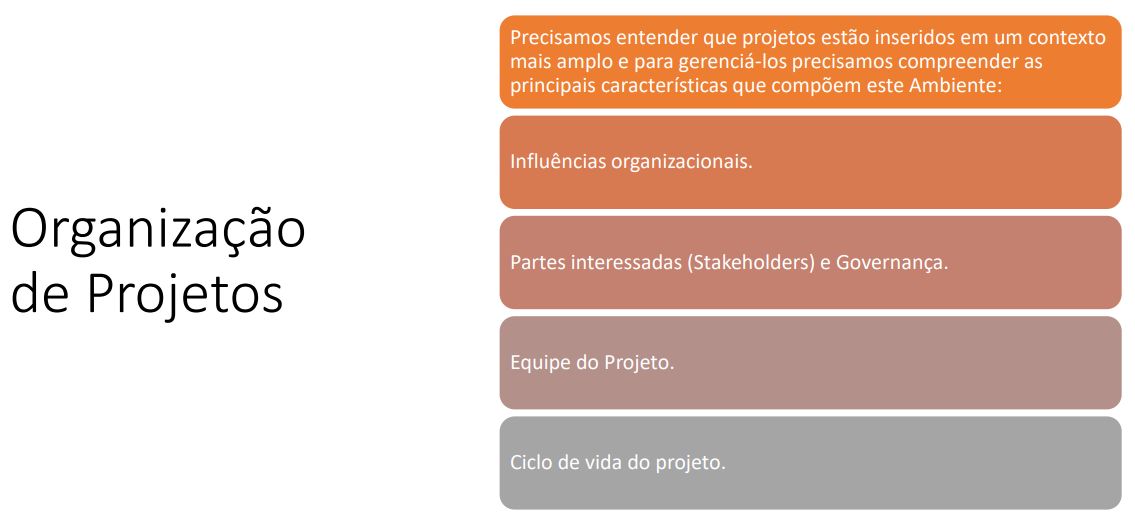 Organização
de Projetos
Precisamos entender que projetos estão inseridos em um contexto
mais amplo e para gerenciá-los precisamos compreender as
principais características que compõem este Ambiente:
Influências organizacionais.
Partes interessadas (Stakeholders) e Governança.
Equipe do Projeto.
Ciclo de vida do projeto.